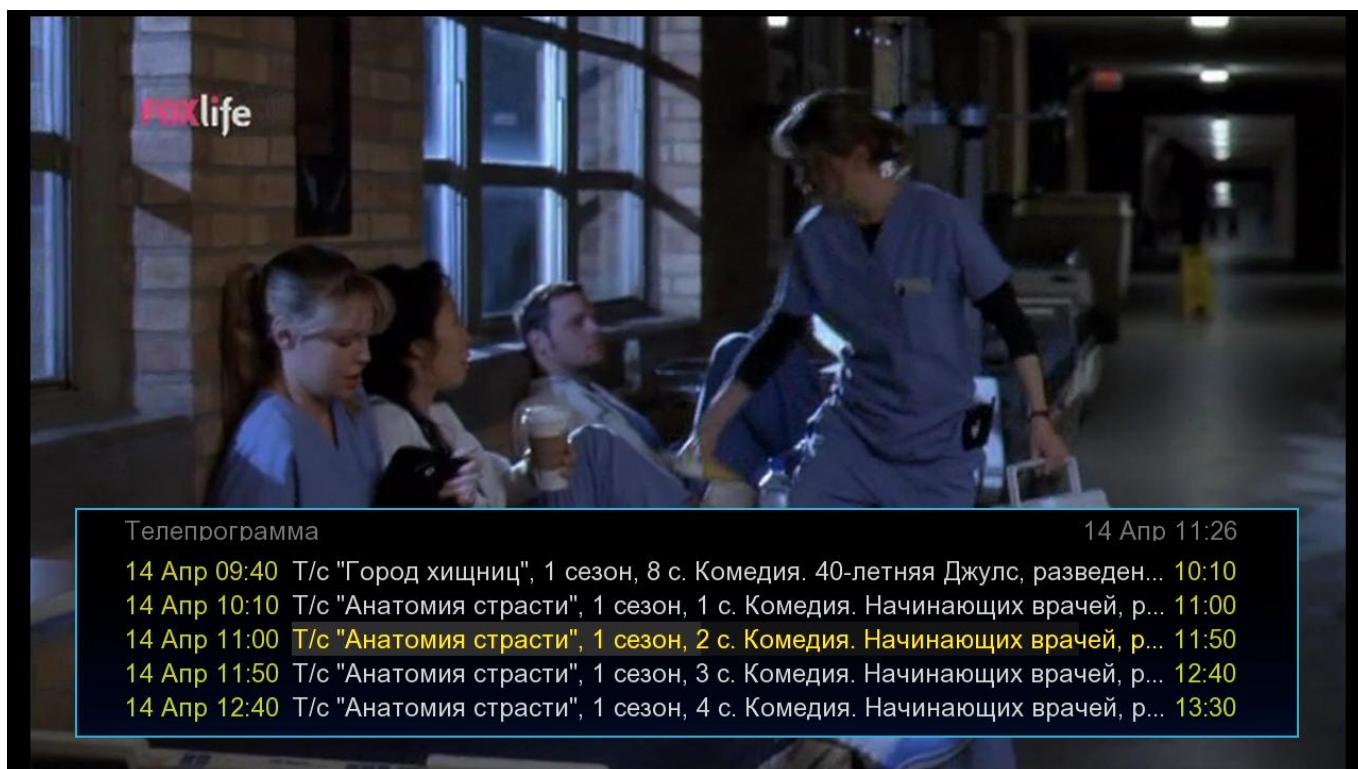 FOXlife
Телепрограмма 14 Апр 11:26
14 Апр 09:40 Т/с "Город хищниц", 1 сезон, 8 с. Комедия. 40-летняя Джулс, разведен... 10:10
14 Апр 10:10 Т/с "Анатомия страсти", 1 сезон, 1 с. Комедия. Начинающих врачей, р... 11:00
14 Апр 11:00 Т/с "Анатомия страсти", 1 сезон, 2 с. Комедия. Начинающих врачей, р... 11:50
14 Апр 11:50 Т/с "Анатомия страсти", 1 сезон, 3 с. Комедия. Начинающих врачей, р... 12:40
14 Апр 12:40 Т/с "Анатомия страсти", 1 сезон, 4 с. Комедия. Начинающих врачей, р... 13:30